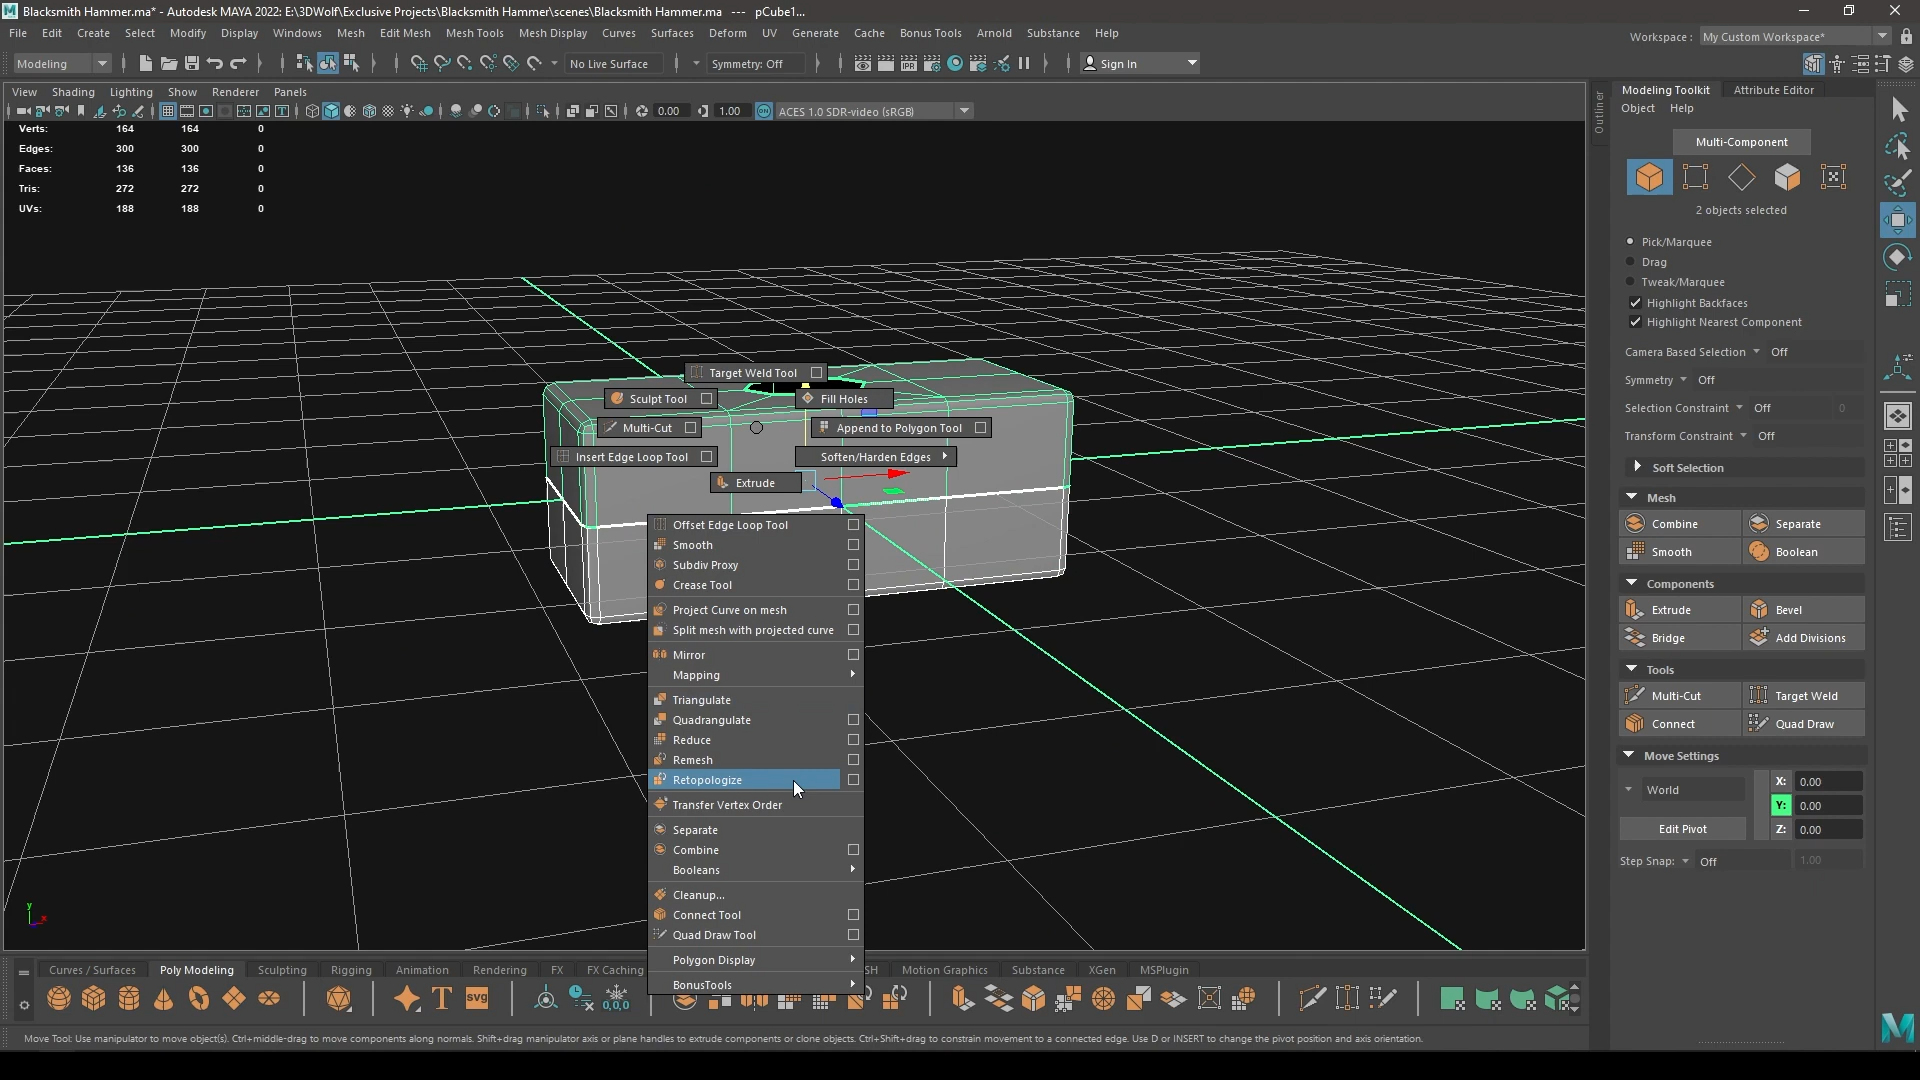 Blacksmith Hammer.ma* - Autodesk MAYA 2022: E:\3DWolf\Exclusive Projects\Blacksmith Hammer\scenes\Blacksmith Hammer.ma --- pCube1...
File Edit Create Select Modify Display Windows Mesh Edit Mesh Mesh Tools Mesh Display Curves Surfaces Deform UV Generate Cache Bonus Tools Arnold Substance Help
Workspace : My Custom Workspace*
Modeling No Live Surface Symmetry: Off Sign In
View Shading Lighting Show Renderer Panels
0.00 1.00 ACES 1.0 SDR-video (sRGB)
Verts: 164 164 0
Edges: 300 300 0
Faces: 136 136 0
Tris: 272 272 0
UVs: 188 188 0
Target Weld Tool
Sculpt Tool Fill Holes
Multi-Cut Append to Polygon Tool
Insert Edge Loop Tool Soften/Harden Edges
Extrude
Offset Edge Loop Tool
Smooth
Subdiv Proxy
Crease Tool
Project Curve on mesh
Split mesh with projected curve
Mirror
Mapping
Triangulate
Quadrangulate
Reduce
Remesh
Retopologize
Transfer Vertex Order
Separate
Combine
Booleans
Cleanup...
Connect Tool
Quad Draw Tool
Polygon Display
BonusTools
y
x
Outliner
Modeling Toolkit Attribute Editor
Object Help
Multi-Component
2 objects selected
Pick/Marquee
Drag
Tweak/Marquee
Highlight Backfaces
Highlight Nearest Component
Camera Based Selection Off
Symmetry Off
Selection Constraint Off 0
Transform Constraint Off
Soft Selection
Mesh
Combine Separate
Smooth Boolean
Components
Extrude Bevel
Bridge Add Divisions
Tools
Multi-Cut Target Weld
Connect Quad Draw
Move Settings
X: 0.00
World
Y: 0.00
Edit Pivot Z: 0.00
Step Snap: Off 1.00
Curves / Surfaces Poly Modeling Sculpting Rigging Animation Rendering FX FX Caching SH Motion Graphics Substance XGen MSPlugin
T SVG 0,0,0
Move Tool: Use manipulator to move object(s). Ctrl+middle-drag to move components along normals. Shift+drag manipulator axis or plane handles to extrude components or clone objects. Ctrl+Shift+drag to constrain movement to a connected edge. Use D or INSERT to change the pivot position and axis orientation.